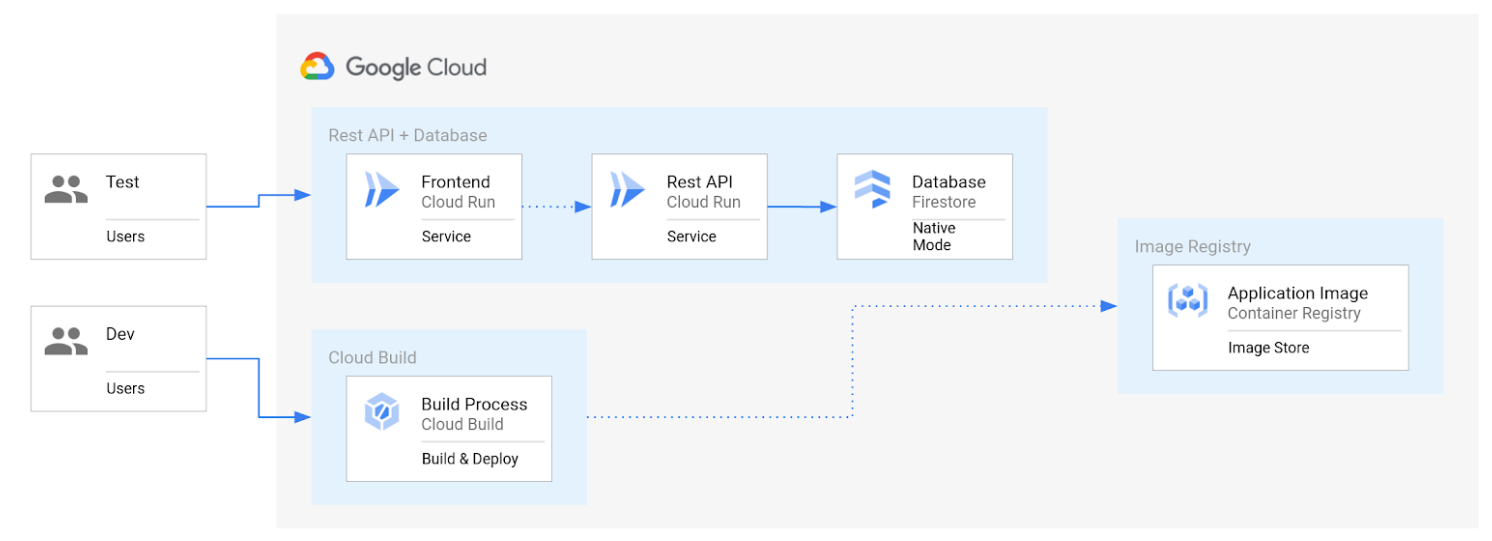 Google Cloud
Rest API + Database
Test
Users
Frontend
Cloud Run
Service
Rest API
Cloud Run
Service
Database
Firestore
Native
Mode
Image Registry
Application Image
Container Registry
Image Store
Dev
Users
Cloud Build
Build Process
Cloud Build
Build & Deploy